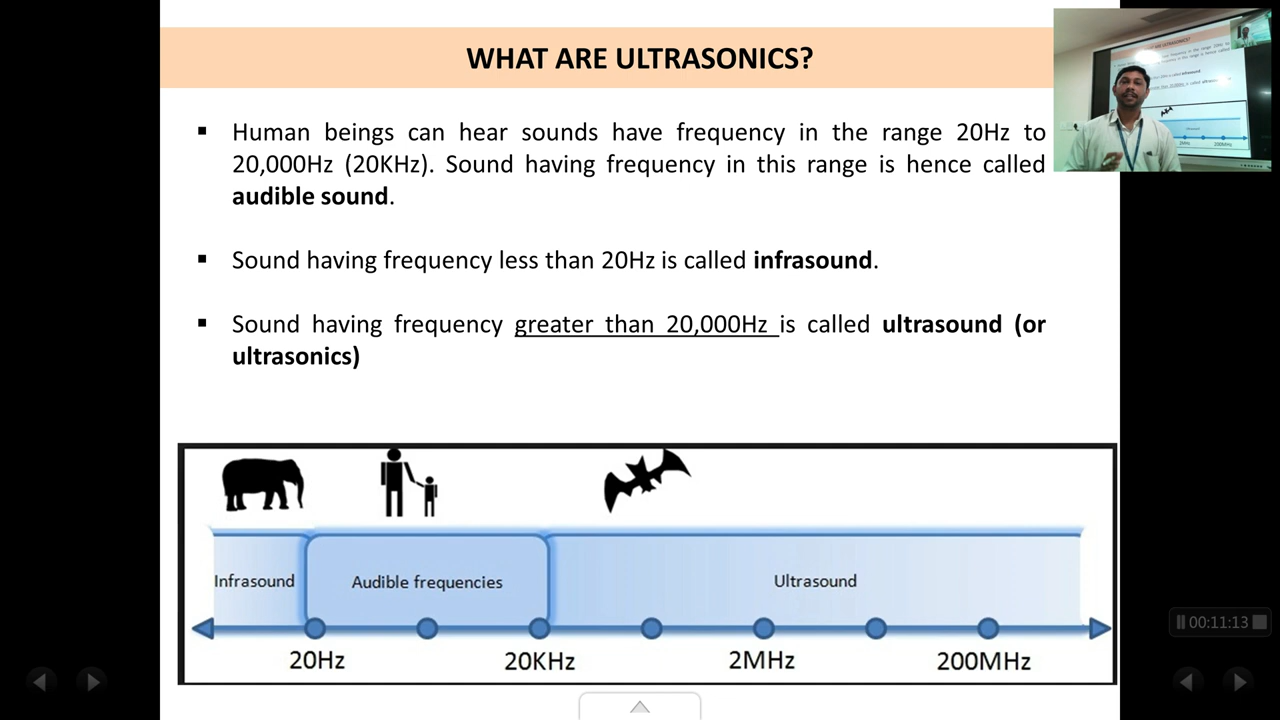 WHAT ARE ULTRASONICS?
▪ Human beings can hear sounds have frequency in the range 20Hz to
20,000Hz (20KHz). Sound having frequency in this range is hence called
audible sound.
▪ Sound having frequency less than 20Hz is called infrasound.
▪ Sound having frequency greater than 20,000Hz is called ultrasound (or
ultrasonics)
Infrasound
Audible frequencies
Ultrasound
20Hz
20KHz
2MHz
200MHz
00:11:13